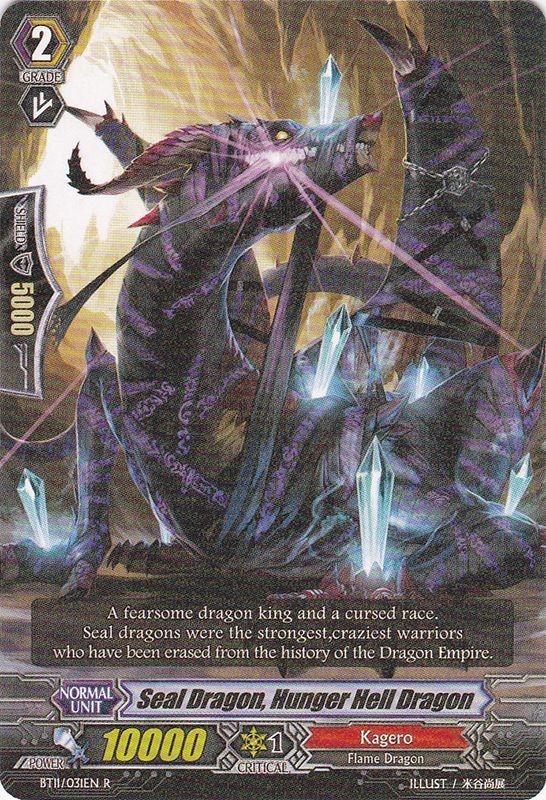 2
GRADE
SHIELD
5000
A fearsome dragon king and a cursed race.
Seal dragons were the strongest,craziest warriors
who have been erased from the history of the Dragon Empire.
NORMAL
UNIT
Seal Dragon, Hunger Hell Dragon
POWER
10000
1
CRITICAL
Kagero
Flame Dragon
BT11/031EN R
ILLUST / 米谷尚展